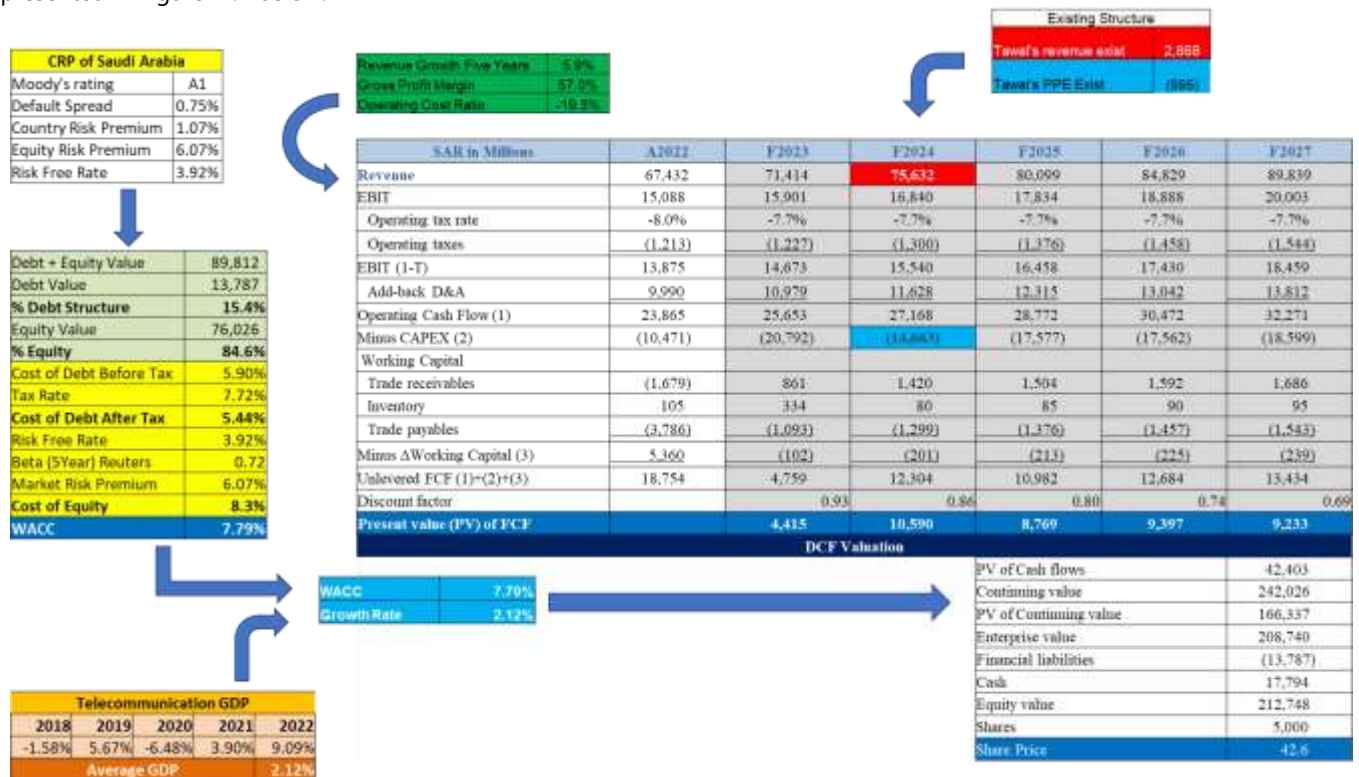 Existing Structure
Tawal's revenue exist 2,868
Tawal's PPE Exist (995)
CRP of Saudi Arabia
Moody's rating A1
Default Spread 0.75%
Country Risk Premium 1.07%
Equity Risk Premium 6.07%
Risk Free Rate 3.92%
Revenue Growth Five Years 5.9%
Gross Profit Margin 57.0%
Operating Cost Ratio -19.3%
SAR in Millions A2022 F2023 F2024 F2025 F2026 F2027
Revenue 67,432 71,414 75,632 80,099 84,829 89,839
EBIT 15,088 15,901 16,840 17,834 18,888 20,003
Operating tax rate -8.0% -7.7% -7.7% -7.7% -7.7% -7.7%
Operating taxes (1,213) (1,227) (1,300) (1,376) (1,458) (1,544)
EBIT (1-T) 13,875 14,673 15,540 16,458 17,430 18,459
Add-back D&A 9,990 10,979 11,628 12,315 13,042 13,812
Operating Cash Flow (1) 23,865 25,653 27,168 28,772 30,472 32,271
Minus CAPEX (2) (10,471) (20,792) (17,577) (17,562) (18,599)
Working Capital
Trade receivables (1,679) 861 1,420 1,504 1,592 1,686
Inventory 105 334 80 85 90 95
Trade payables (3,786) (1,093) (1,299) (1,376) (1,457) (1,543)
Minus ΔWorking Capital (3) 5,360 (102) (201) (213) (225) (239)
Unlevered FCF (1)+(2)+(3) 18,754 4,759 12,304 10,982 12,684 13,434
Discount factor 0.93 0.86 0.80 0.74 0.69
Present value (PV) of FCF 4,415 10,590 8,769 9,397 9,233
DCF Valuation
Debt + Equity Value 89,812
Debt Value 13,787
% Debt Structure 15.4%
Equity Value 76,026
% Equity 84.6%
Cost of Debt Before Tax 5.90%
Tax Rate 7.72%
Cost of Debt After Tax 5.44%
Risk Free Rate 3.92%
Beta (5Year) Reuters 0.72
Market Risk Premium 6.07%
Cost of Equity 8.3%
WACC 7.79%
WACC 7.79%
Growth Rate 2.12%
PV of Cash flows 42,403
Continuing value 242,026
PV of Continuing value 166,337
Enterprise value 208,740
Financial liabilities (13,787)
Cash 17,794
Equity value 212,748
Shares 5,000
Share Price 42.6
Telecommunication GDP
2018 2019 2020 2021 2022
-1.58% 5.67% -6.48% 3.90% 9.09%
Average GDP 2.12%